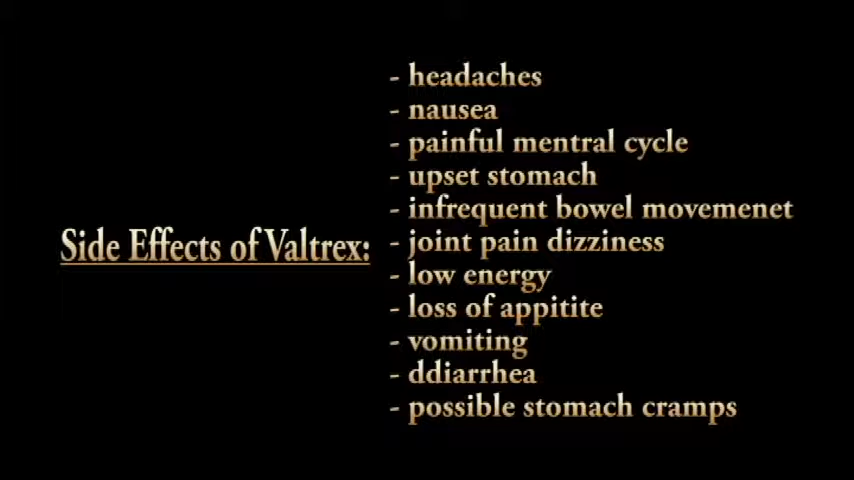 Side Effects of Valtrex:
- headaches
- nausea
- painful mentral cycle
- upset stomach
- infrequent bowel movemenet
- joint pain dizziness
- low energy
- loss of appitite
- vomiting
- ddiarrhea
- possible stomach cramps